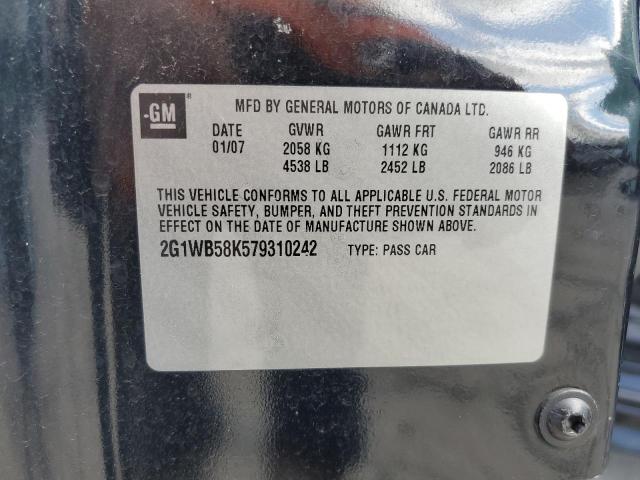 GM®
MFD BY GENERAL MOTORS OF CANADA LTD.
DATE GVWR GAWR FRT GAWR RR
01/07 2058 KG 1112 KG 946 KG
4538 LB 2452 LB 2086 LB
THIS VEHICLE CONFORMS TO ALL APPLICABLE U.S. FEDERAL MOTOR
VEHICLE SAFETY, BUMPER, AND THEFT PREVENTION STANDARDS IN
EFFECT ON THE DATE OF MANUFACTURE SHOWN ABOVE.
2G1WB58K579310242 TYPE: PASS CAR